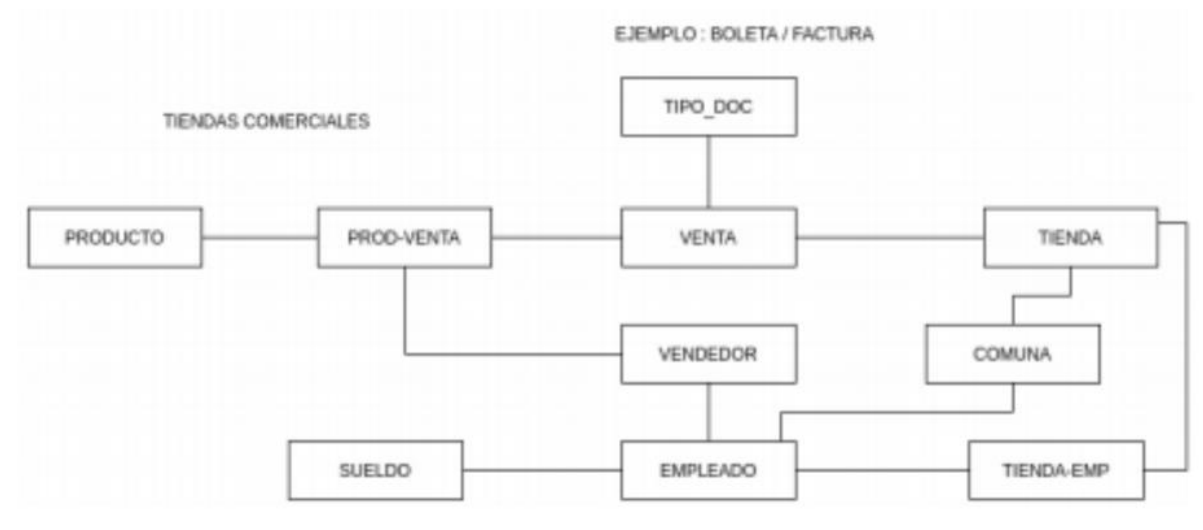 EJEMPLO : BOLETA / FACTURA
TIPO_DOC
TIENDAS COMERCIALES
PRODUCTO
PROD-VENTA
VENTA
TIENDA
VENDEDOR
COMUNA
SUELDO
EMPLEADO
TIENDA-EMP